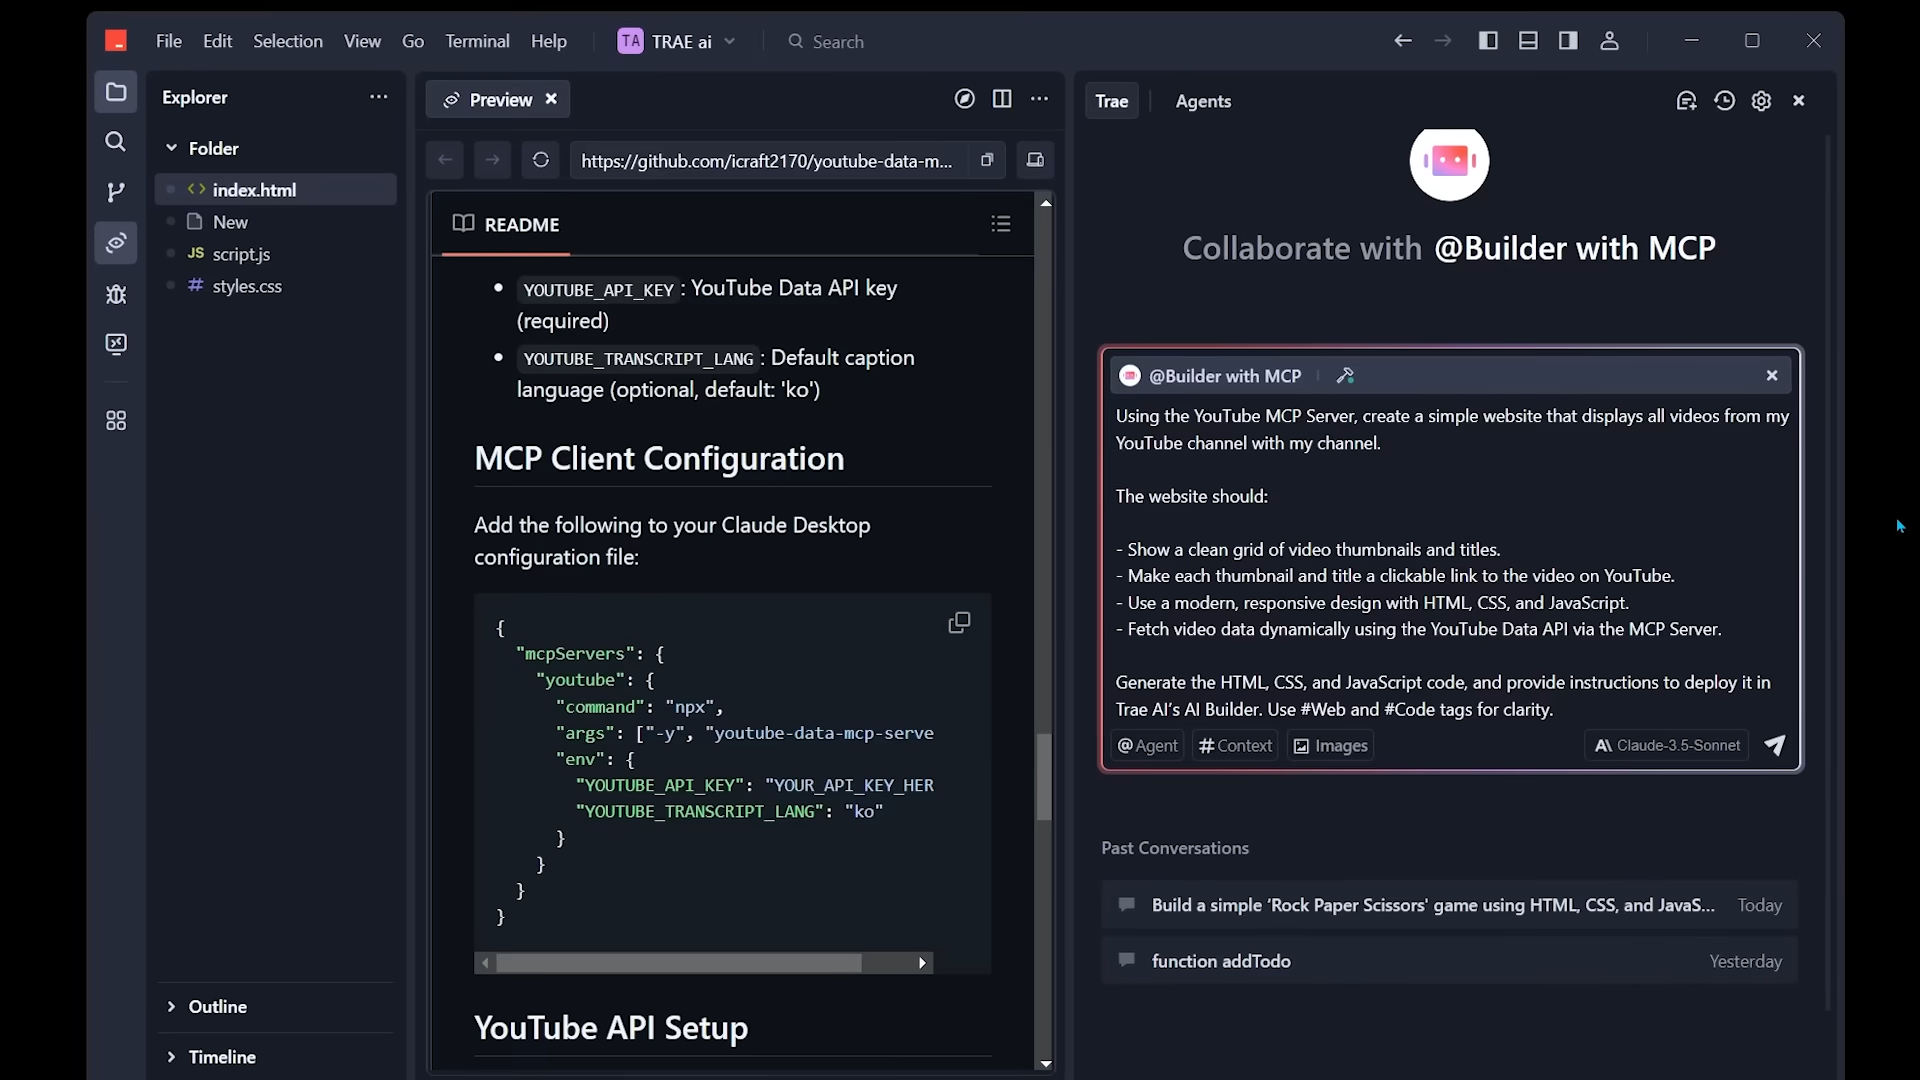 File Edit Selection View Go Terminal Help TA TRAE ai Search
Explorer
Folder
<> index.html
New
JS script.js
# styles.css
Outline
Timeline
Preview
https://github.com/icraft2170/youtube-data-m...
README
YOUTUBE_API_KEY : YouTube Data API key
(required)
YOUTUBE_TRANSCRIPT_LANG : Default caption
language (optional, default: 'ko')
MCP Client Configuration
Add the following to your Claude Desktop
configuration file:
{
"mcpServers": {
"youtube": {
"command": "npx",
"args": ["-y", "youtube-data-mcp-serve
"env": {
"YOUTUBE_API_KEY": "YOUR_API_KEY_HER
"YOUTUBE_TRANSCRIPT_LANG": "ko"
}
}
}
}
YouTube API Setup
Trae Agents
Collaborate with @Builder with MCP
@Builder with MCP
Using the YouTube MCP Server, create a simple website that displays all videos from my
YouTube channel with my channel.
The website should:
- Show a clean grid of video thumbnails and titles.
- Make each thumbnail and title a clickable link to the video on YouTube.
- Use a modern, responsive design with HTML, CSS, and JavaScript.
- Fetch video data dynamically using the YouTube Data API via the MCP Server.
Generate the HTML, CSS, and JavaScript code, and provide instructions to deploy it in
Trae AI's AI Builder. Use #Web and #Code tags for clarity.
@ Agent # Context Images A\ Claude-3.5-Sonnet
Past Conversations
Build a simple 'Rock Paper Scissors' game using HTML, CSS, and JavaS... Today
function addTodo Yesterday